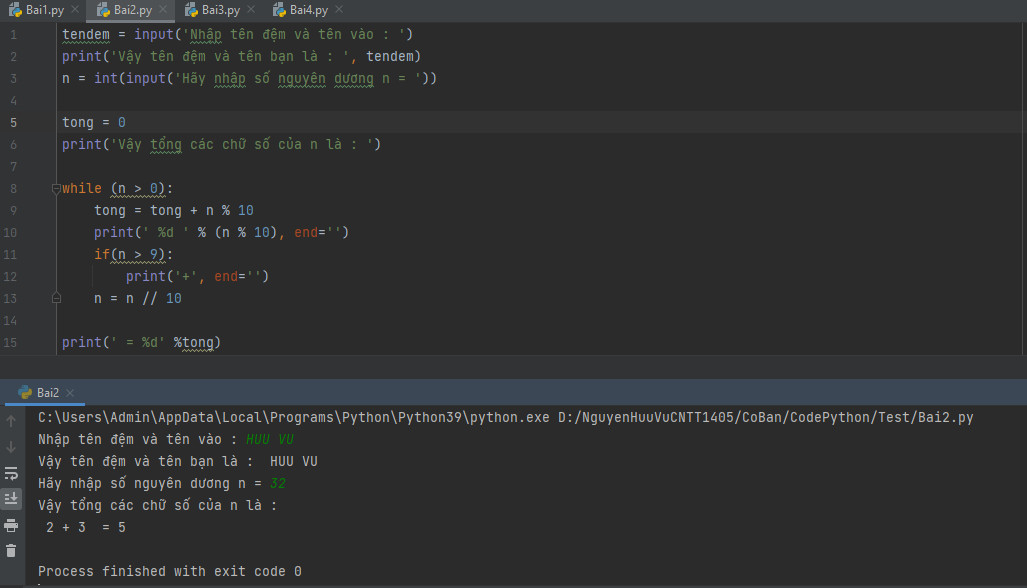 Bai1.py Bai2.py Bai3.py Bai4.py
1 tendem = input('Nhập tên đệm và tên vào : ')
2 print('Vậy tên đệm và tên bạn là : ', tendem)
3 n = int(input('Hãy nhập số nguyên dương n = '))
4
5 tong = 0
6 print('Vậy tổng các chữ số của n là : ')
7
8 while (n > 0):
9 tong = tong + n % 10
10 print(' %d ' % (n % 10), end='')
11 if(n > 9):
12 print('+', end='')
13 n = n // 10
14
15 print(' = %d' %tong)
Bai2
C:\Users\Admin\AppData\Local\Programs\Python\Python39\python.exe D:/NguyenHuuVuCNTT1405/CoBan/CodePython/Test/Bai2.py
Nhập tên đệm và tên vào : HUU VU
Vậy tên đệm và tên bạn là :  HUU VU
Hãy nhập số nguyên dương n = 32
Vậy tổng các chữ số của n là :
2 + 3  = 5
Process finished with exit code 0